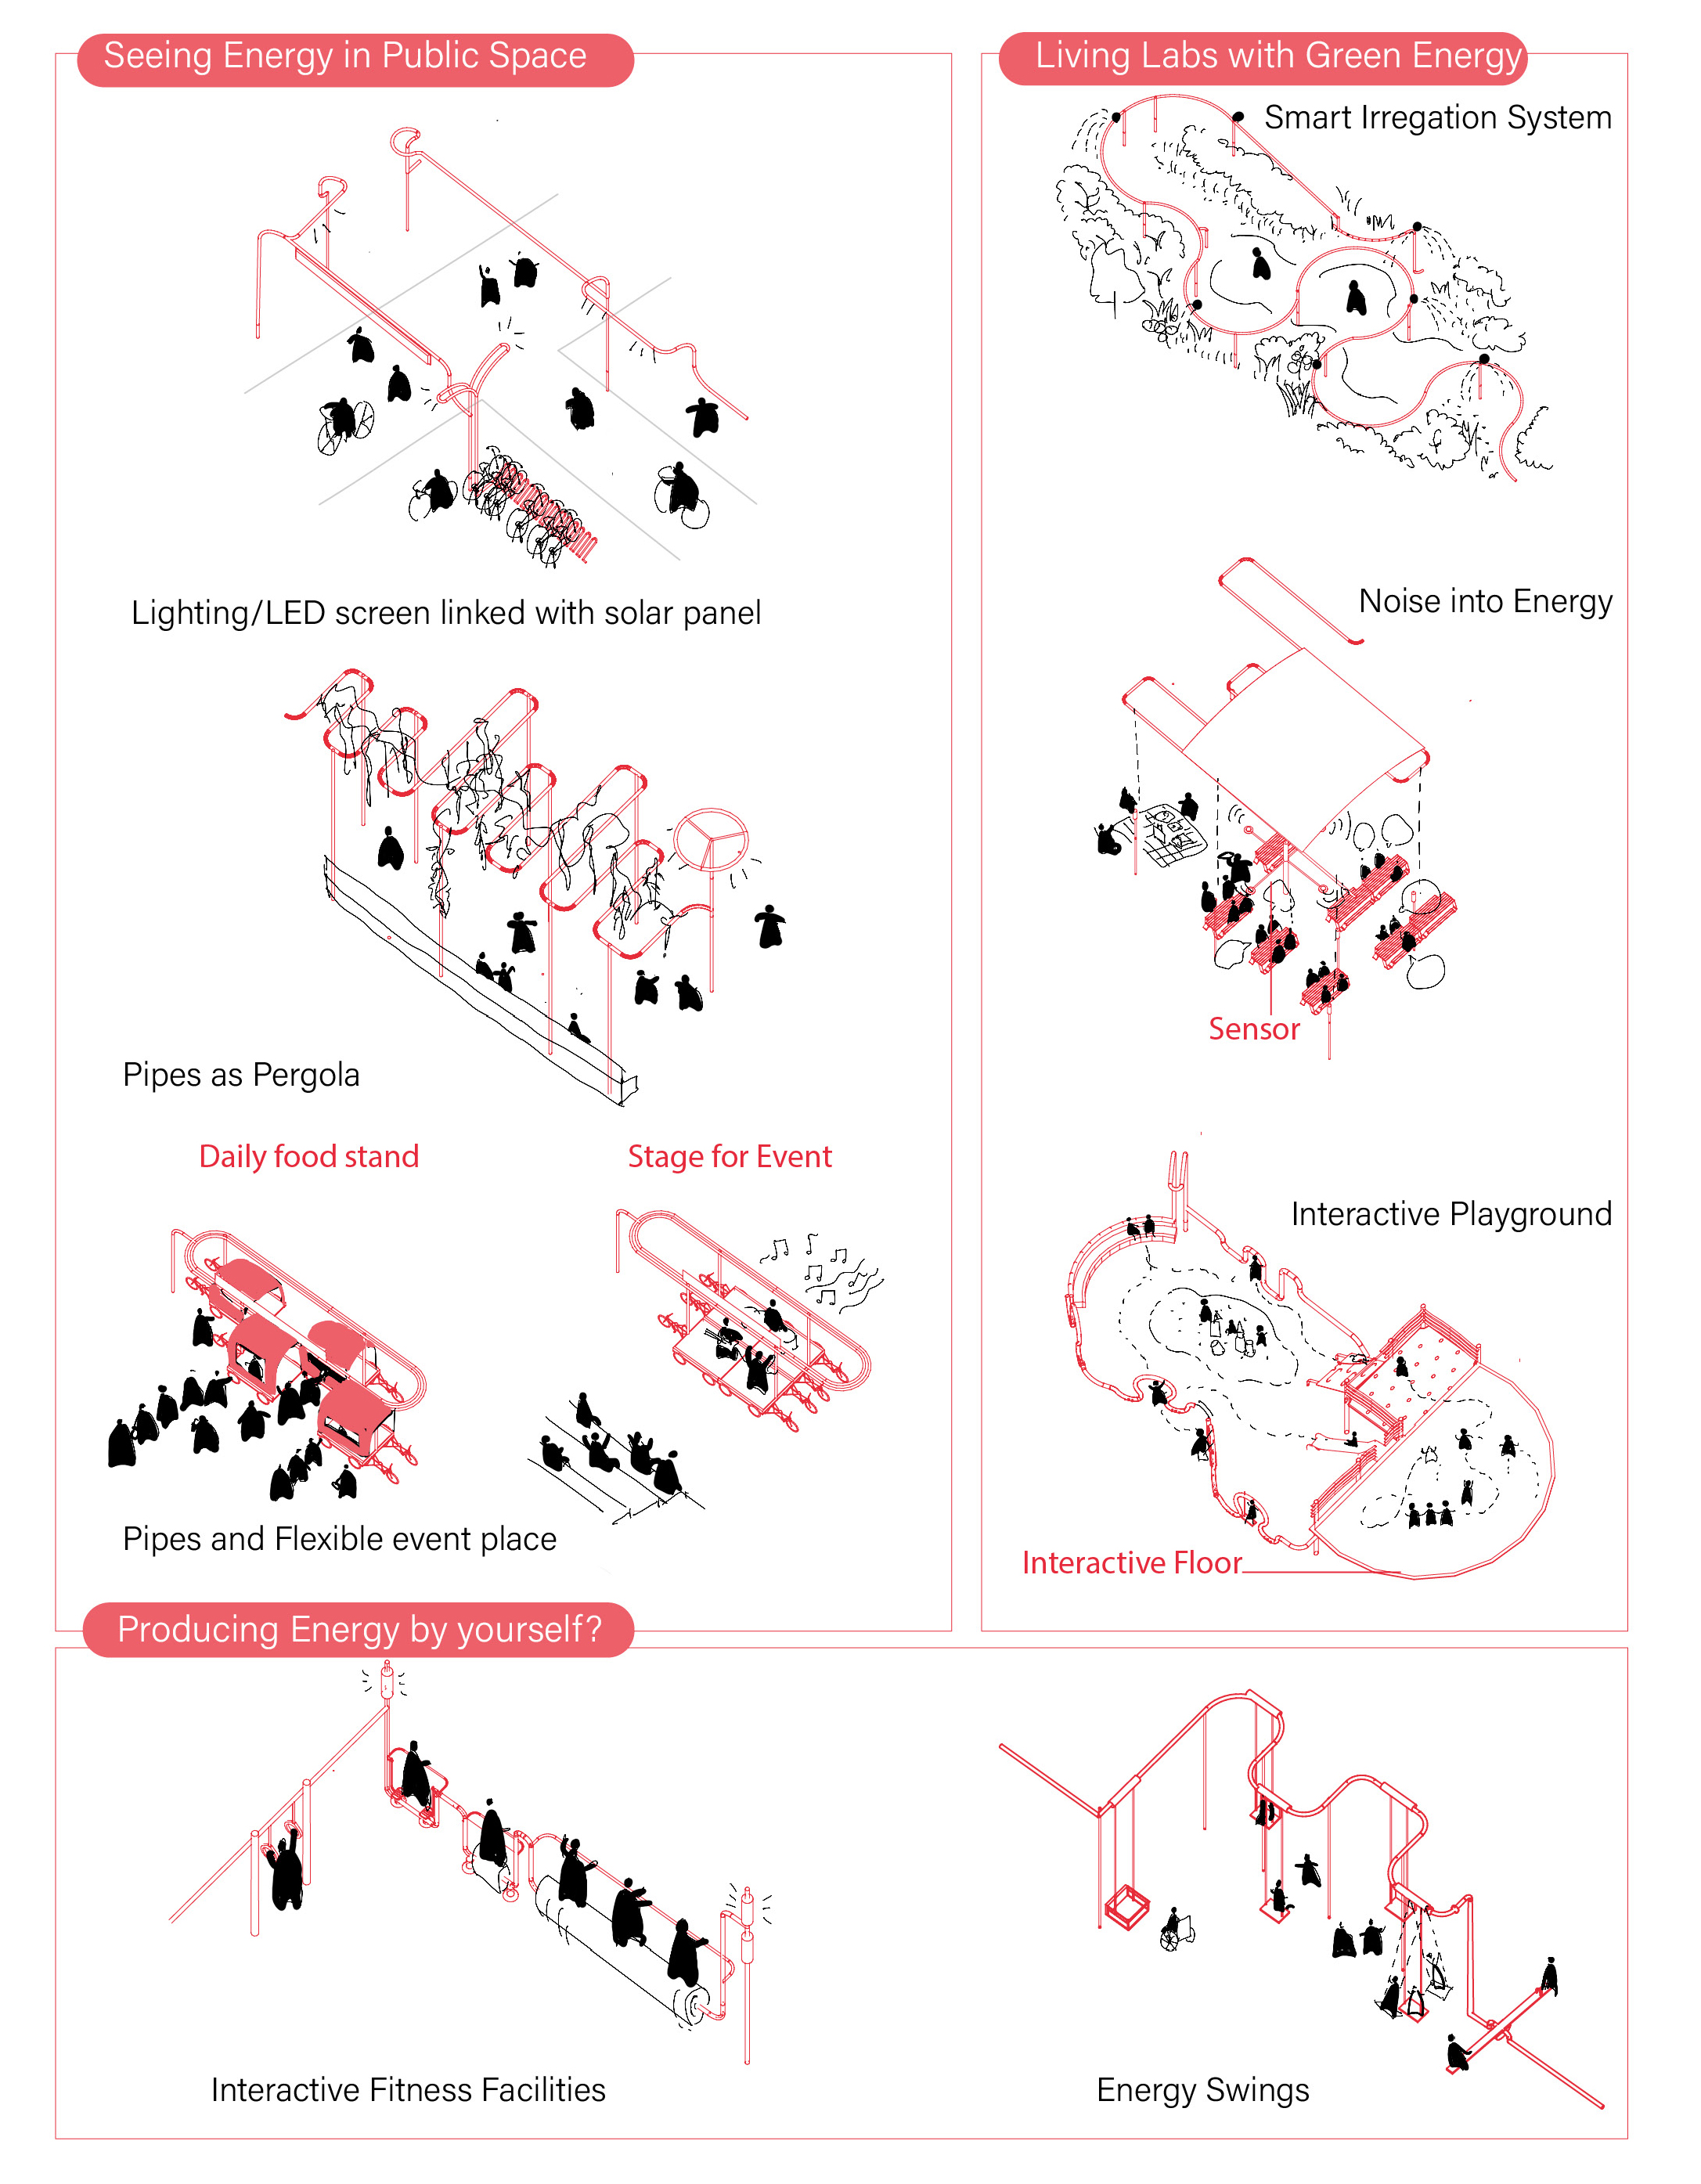 Seeing Energy in Public Space
Lighting/LED screen linked with solar panel
Pipes as Pergola
Daily food stand
Stage for Event
Pipes and Flexible event place
Living Labs with Green Energy
Smart Irregation System
Noise into Energy
Sensor
Interactive Playground
Interactive Floor
Producing Energy by yourself?
Interactive Fitness Facilities
Energy Swings